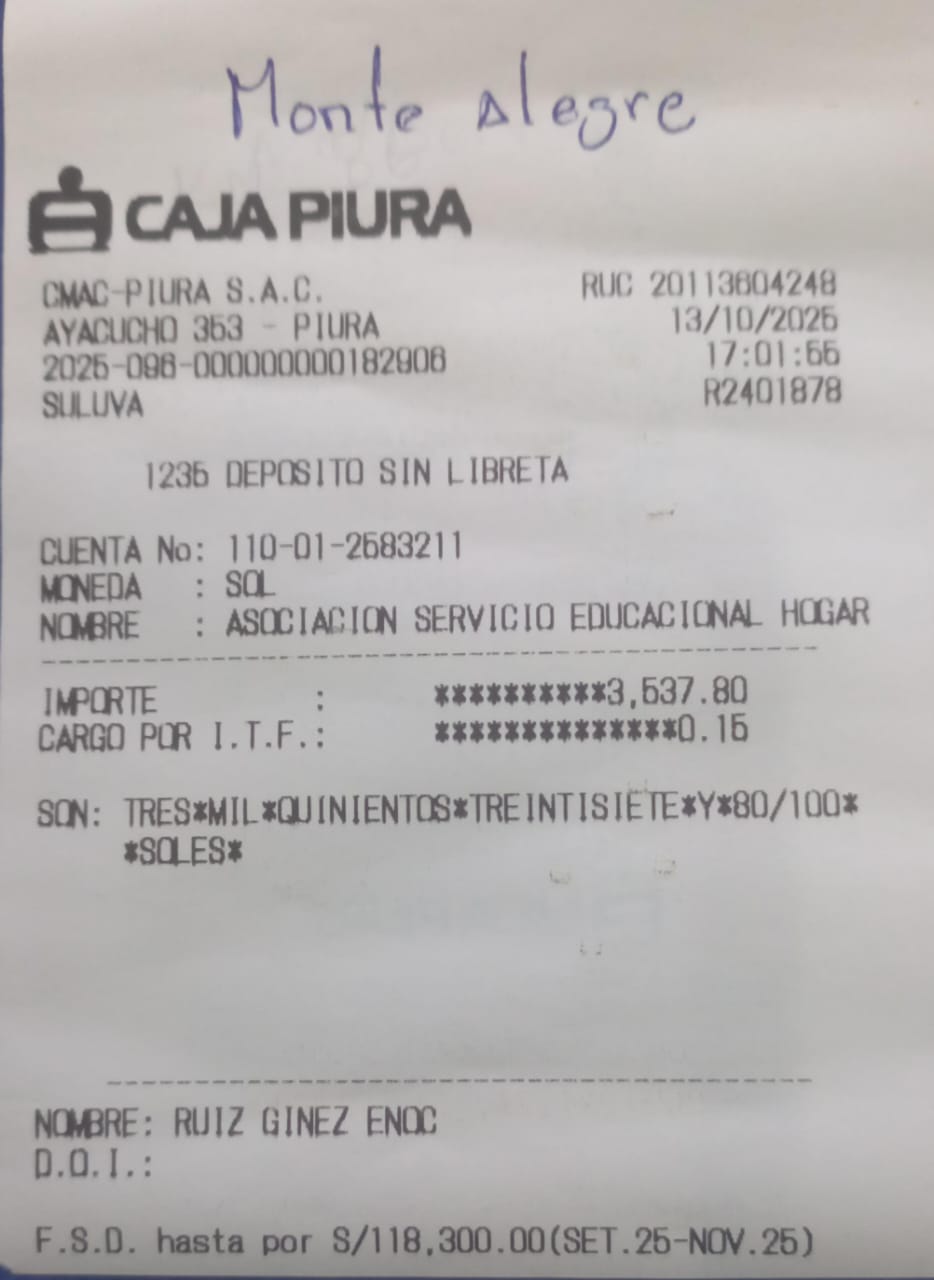 Monte Alegre
CAJA PIURA
CMAC-PIURA S.A.C. RUC 20113604248
AYACUCHO 353 - PIURA 13/10/2025
2025-096-000000000182906 17:01:55
SULUVA R2401878
1235 DEPOSITO SIN LIBRETA
CUENTA No: 110-01-2583211
MONEDA : SOL
NOMBRE : ASOCIACION SERVICIO EDUCACIONAL HOGAR
IMPORTE : **********3,537.80
CARGO POR I.T.F.: **************0.15
SON: TRES*MIL*QUINIENTOS*TREINTISIETE*Y*80/100*
*SOLES*
NOMBRE: RUIZ GINEZ ENOC
D.O.I.:
F.S.D. hasta por S/118,300.00(SET.25-NOV.25)